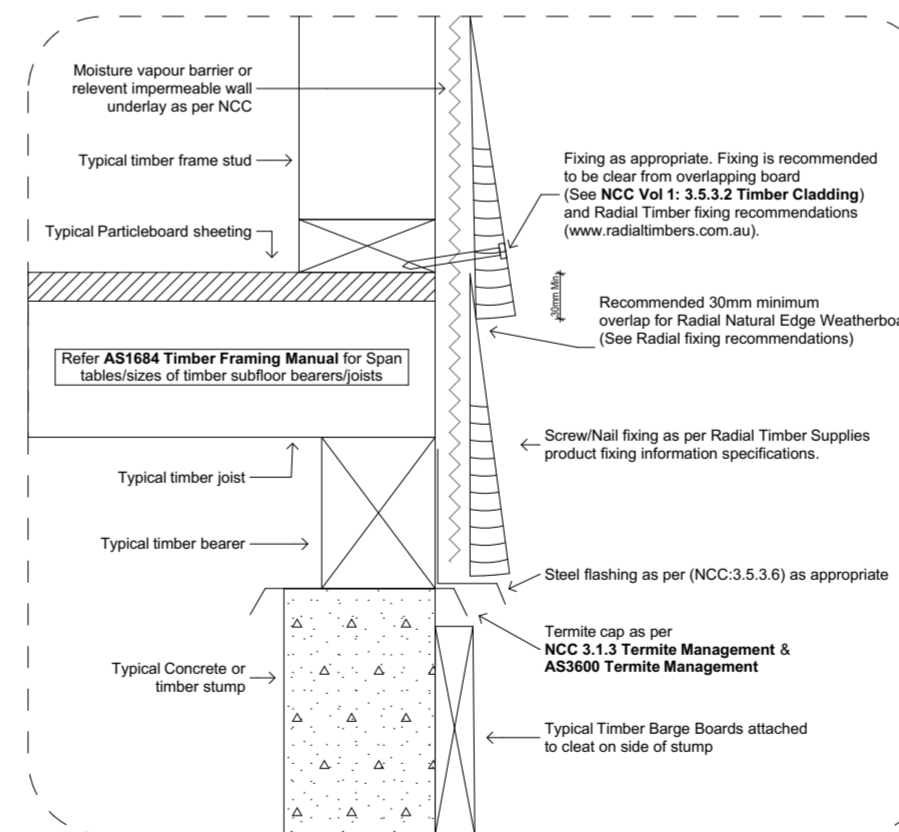 Moisture vapour barrier or
relevent impermeable wall
underlay as per NCC
Typical timber frame stud
Typical Particleboard sheeting
Fixing as appropriate. Fixing is recommended
to be clear from overlapping board
(See NCC Vol 1: 3.5.3.2 Timber Cladding)
and Radial Timber fixing recommendations
(www.radialtimbers.com.au).
30mm Min
Recommended 30mm minimum
overlap for Radial Natural Edge Weatherboa
(See Radial fixing recommendations)
Refer AS1684 Timber Framing Manual for Span
tables/sizes of timber subfloor bearers/joists
Screw/Nail fixing as per Radial Timber Supplies
product fixing information specifications.
Typical timber joist
Typical timber bearer
Steel flashing as per (NCC:3.5.3.6) as appropriate
Termite cap as per
NCC 3.1.3 Termite Management &
AS3600 Termite Management
Typical Concrete or
timber stump
Typical Timber Barge Boards attached
to cleat on side of stump